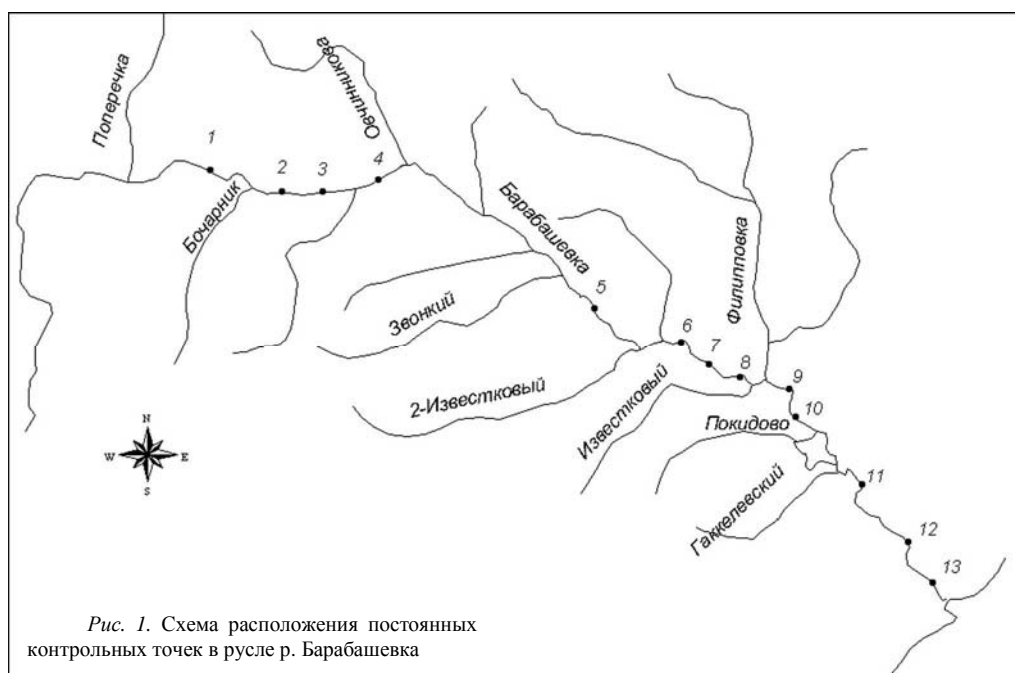 Поперечка
Овчинникова
1
2
3
4
Бочарник
Барабашевка
Филипповка
5
Звонкий
6
7
8
9
2-Известковый
Известковый
10
Покидово
N
W
E
S
Гаккелевский
11
12
13
Рис. 1. Схема расположения постоянных
контрольных точек в русле р. Барабашевка